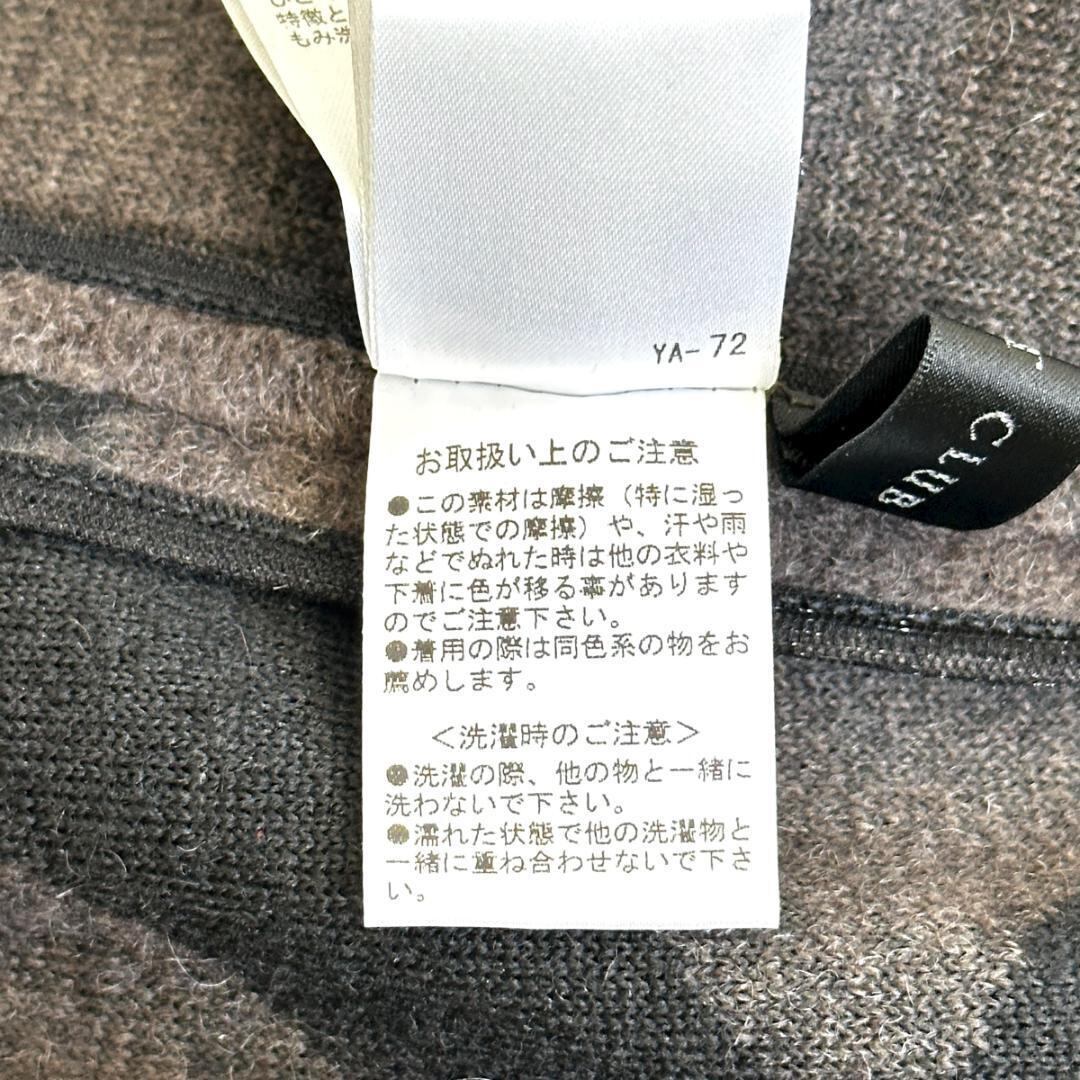 特徴と
もみ洗
YA-72
お取扱い上のご注意
●この素材は摩擦(特に湿っ
た状態での摩擦)や、汗や雨
などでぬれた時は他の衣料や
下着に色が移る事があります
のでご注意下さい。
●着用の際は同色系の物をお
薦めします。
<洗濯時のご注意>
●洗濯の際、他の物と一緒に
洗わないで下さい。
●濡れた状態で他の洗濯物と
一緒に重ね合わせないで下さ
い。
CLUB